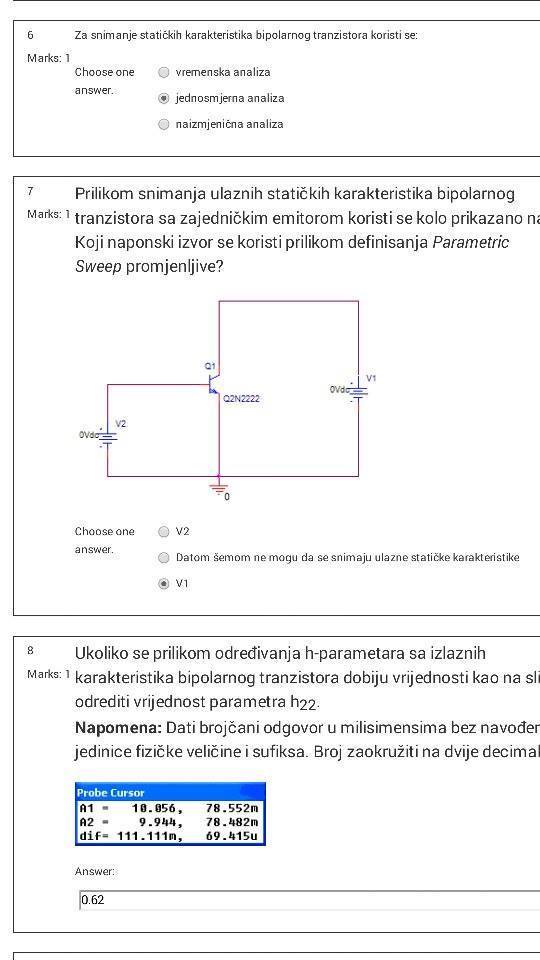 6
Za snimanje statičkih karakteristika bipolarnog tranzistora koristi se:
Marks: 1
Choose one answer.
vremenska analiza
jednosmjerna analiza
naizmjenična analiza
7
Prilikom snimanja ulaznih statičkih karakteristika bipolarnog
Marks: 1
tranzistora sa zajedničkim emitorom koristi se kolo prikazano na
Koji naponski izvor se koristi prilikom definisanja Parametric
Sweep promjenljive?
Q1
Q2N2222
V1
0Vdc
V2
0Vdc
0
Choose one answer.
V2
Datom šemom ne mogu da se snimaju ulazne statičke karakteristike
V1
8
Ukoliko se prilikom određivanja h-parametara sa izlaznih
Marks: 1
karakteristika bipolarnog tranzistora dobiju vrijednosti kao na sli
odrediti vrijednost parametra h22.
Napomena: Dati brojčani odgovor u milisimensima bez navođen
jedinice fizičke veličine i sufiksa. Broj zaokružiti na dvije decimal
Probe Cursor
A1 = 10.056, 78.552m
A2 = 9.944, 78.482m
dif= 111.111m, 69.415u
Answer:
0.62